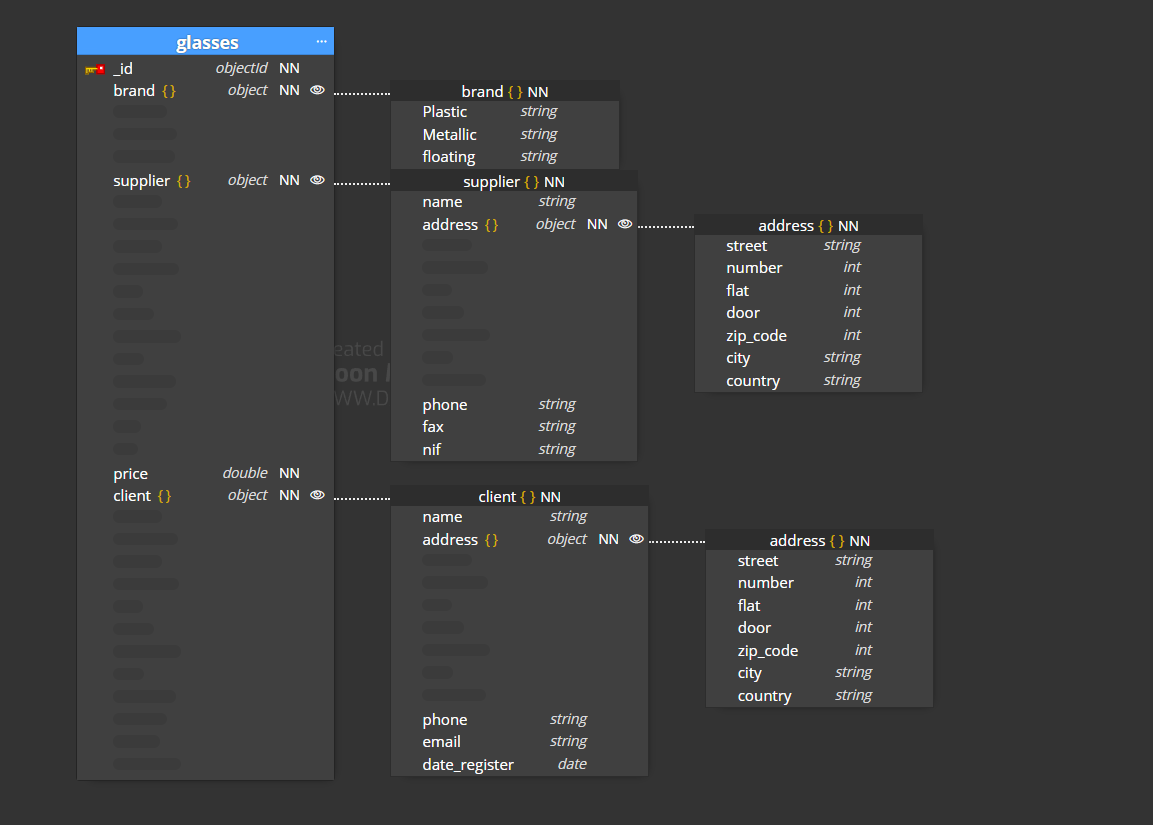 glasses ...
_id objectId NN
brand { } object NN
brand { } NN
Plastic string
Metallic string
floating string
supplier { } object NN
supplier { } NN
name string
address { } object NN
address { } NN
street string
number int
flat int
door int
zip_code int
city string
country string
phone string
fax string
nif string
price double NN
client { } object NN
client { } NN
name string
address { } object NN
address { } NN
street string
number int
flat int
door int
zip_code int
city string
country string
phone string
email string
date_register date
eated
oon
WW.D